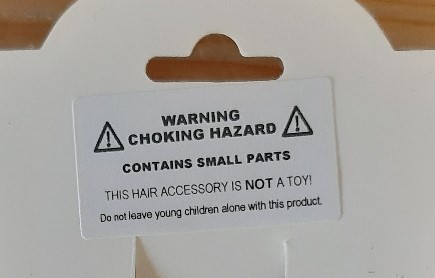 WARNING
CHOKING HAZARD
CONTAINS SMALL PARTS
THIS HAIR ACCESSORY IS NOT A TOY!
Do not leave young children alone with this product.